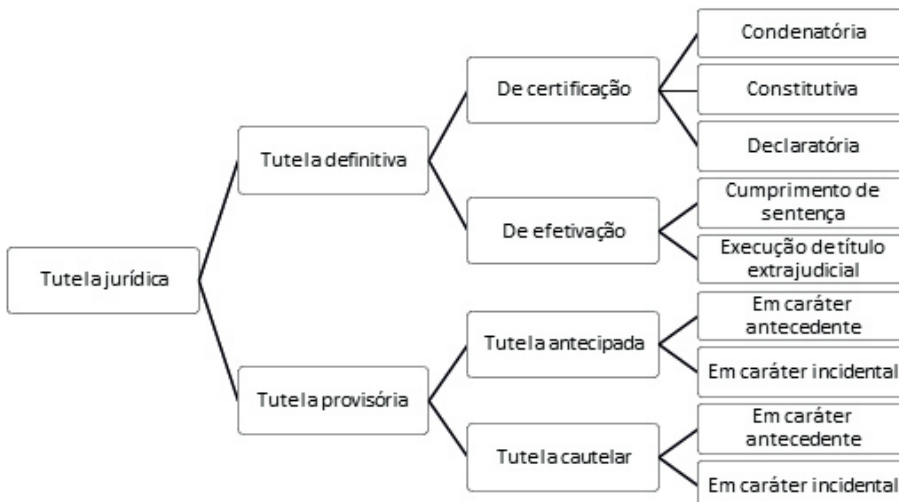 Tutela jurídica
Tutela definitiva
De certificação
Condenatória
Constitutiva
Declaratória
De efetivação
Cumprimento de
sentença
Execução de título
extrajudicial
Tutela provisória
Tutela antecipada
Em caráter
antecedente
Em caráter incidental
Tutela cautelar
Em caráter
antecedente
Em caráter incidental